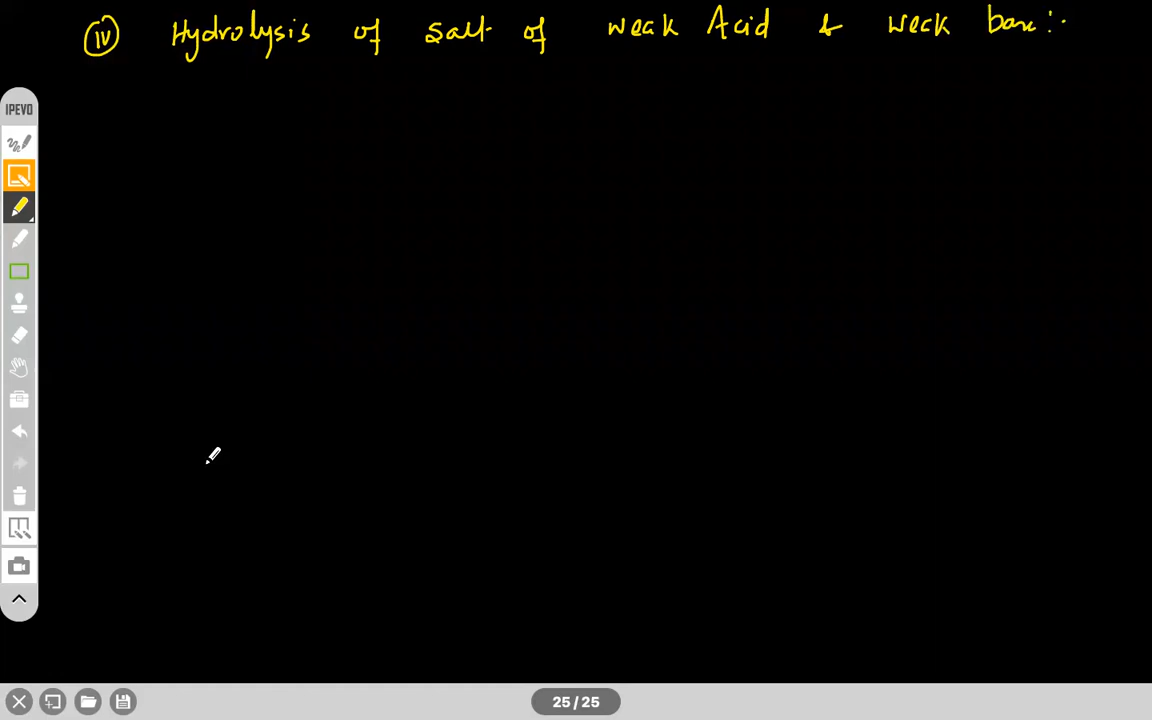 (iv) Hydrolysis of salt of weak Acid & weak base :-
IPEVO
25 / 25